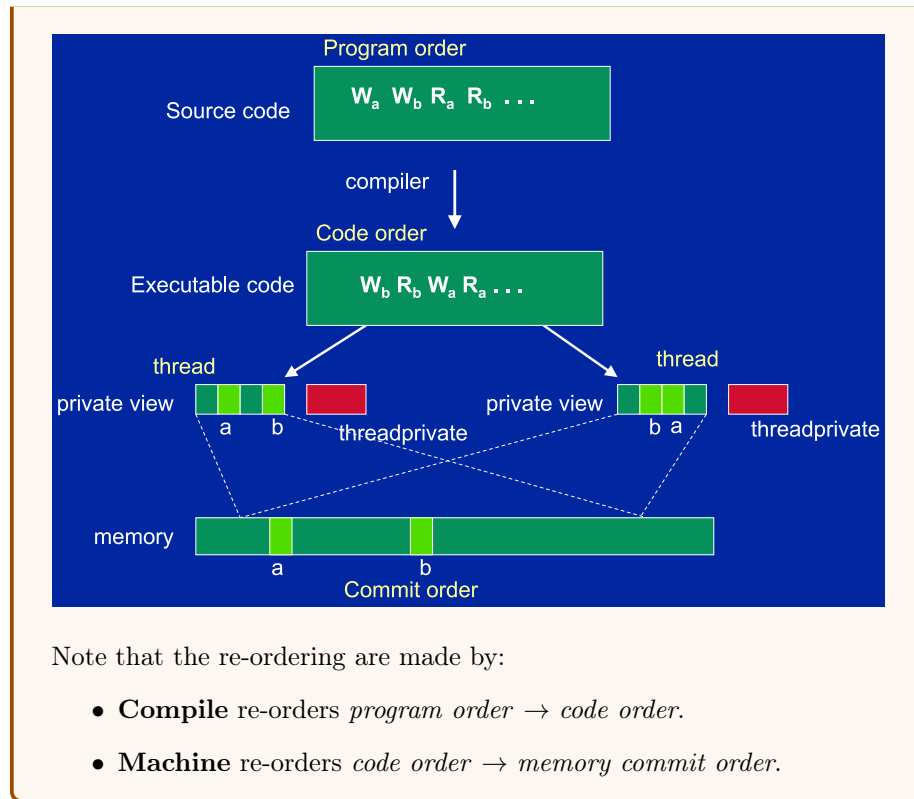 Program order
Wa Wb Ra Rb ...
Source code
compiler
Code order
Executable code
Wb Rb Wa Ra ...
thread
thread
private view
private view
a b
b a
threadprivate
threadprivate
memory
a b
Commit order
Note that the re-ordering are made by:
• Compile re-orders program order → code order.
• Machine re-orders code order → memory commit order.